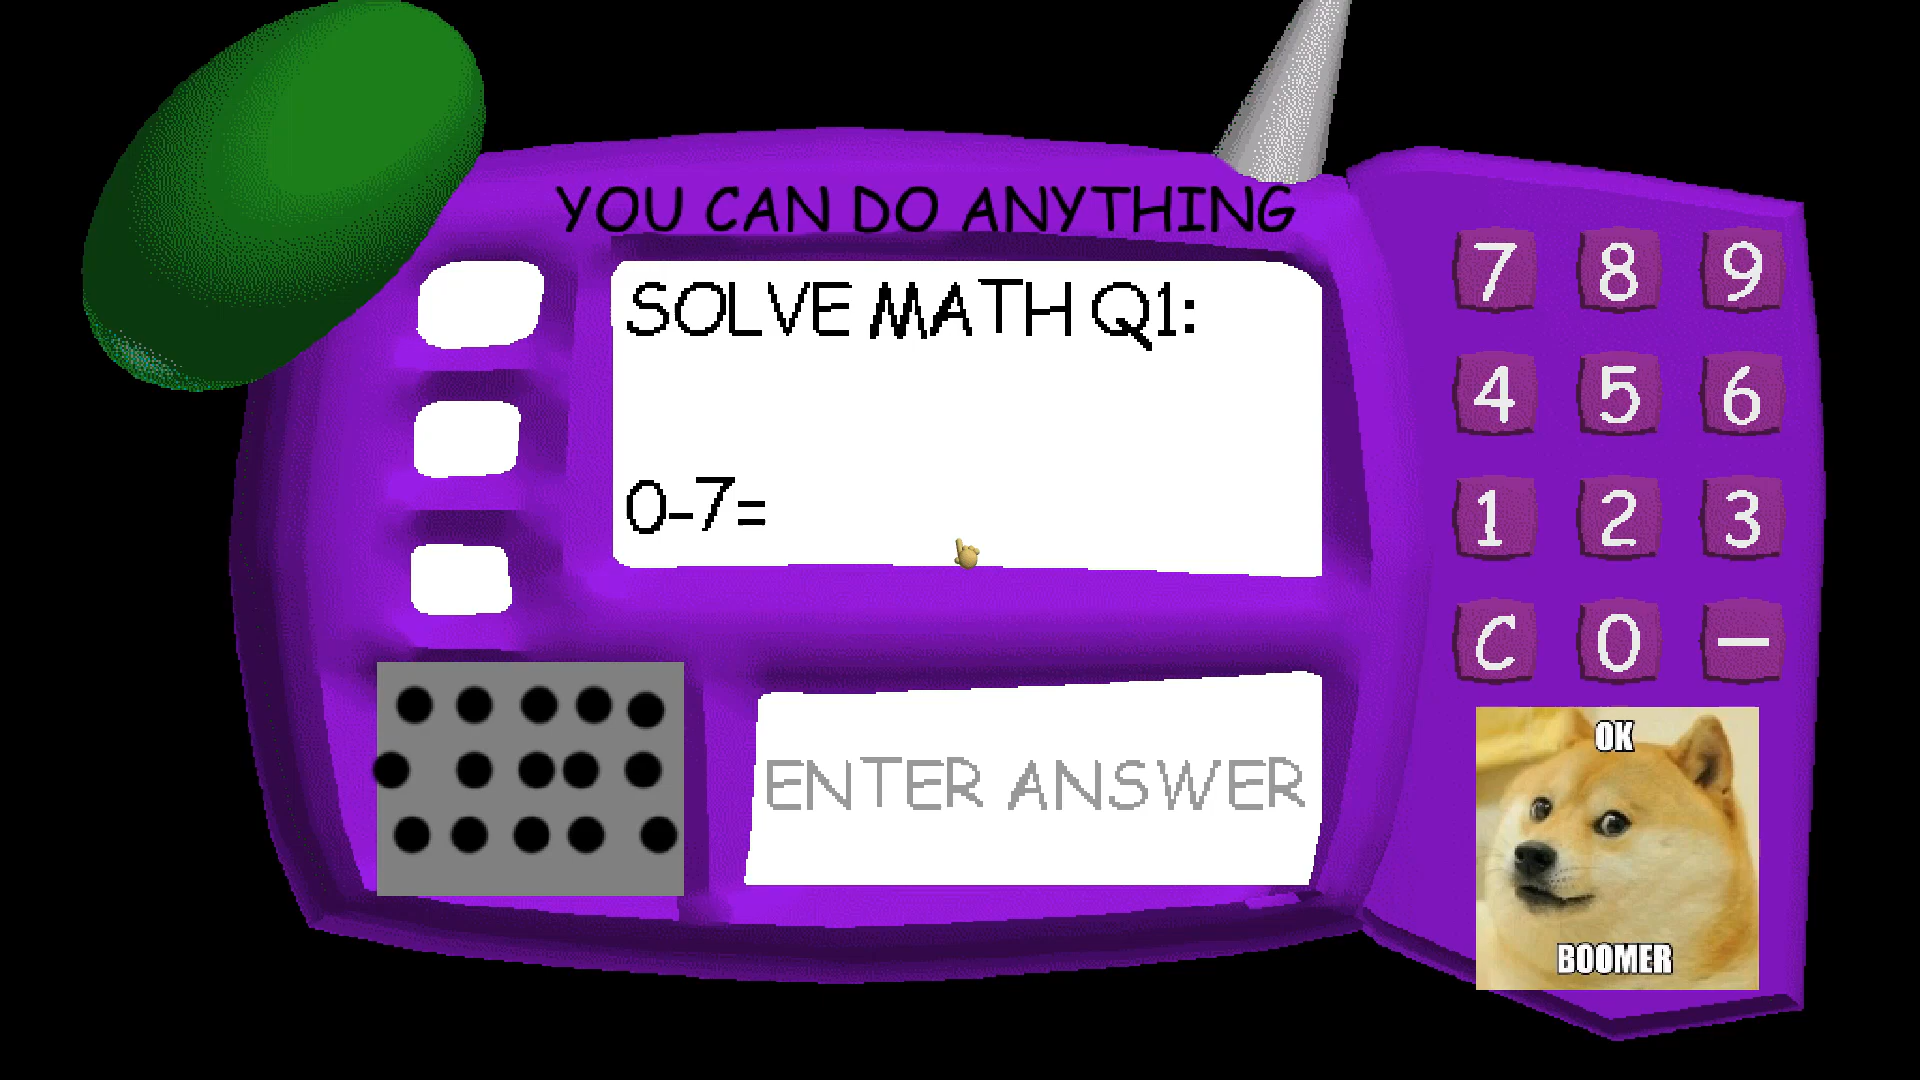 YOU CAN DO ANYTHING
SOLVE MATH Q1:
0-7=
ENTER ANSWER
7 8 9
4 5 6
1 2 3
C 0 —
OK
BOOMER